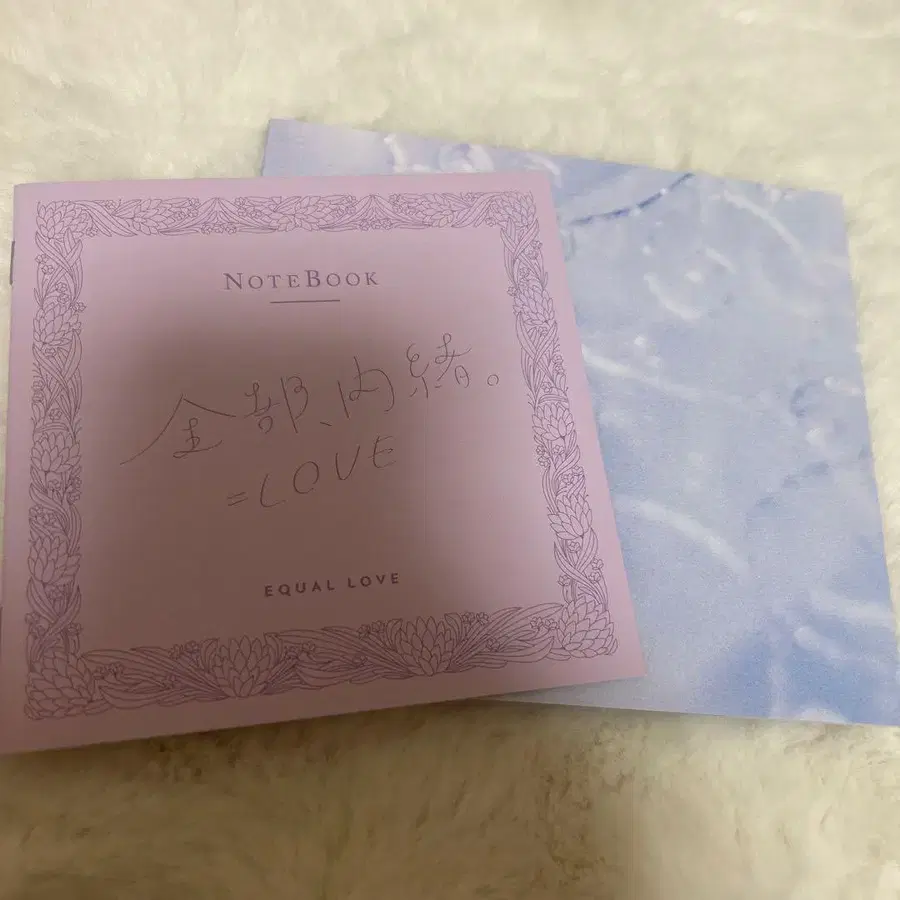 NOTEBOOK
全部、内緒。
=LOVE
EQUAL LOVE